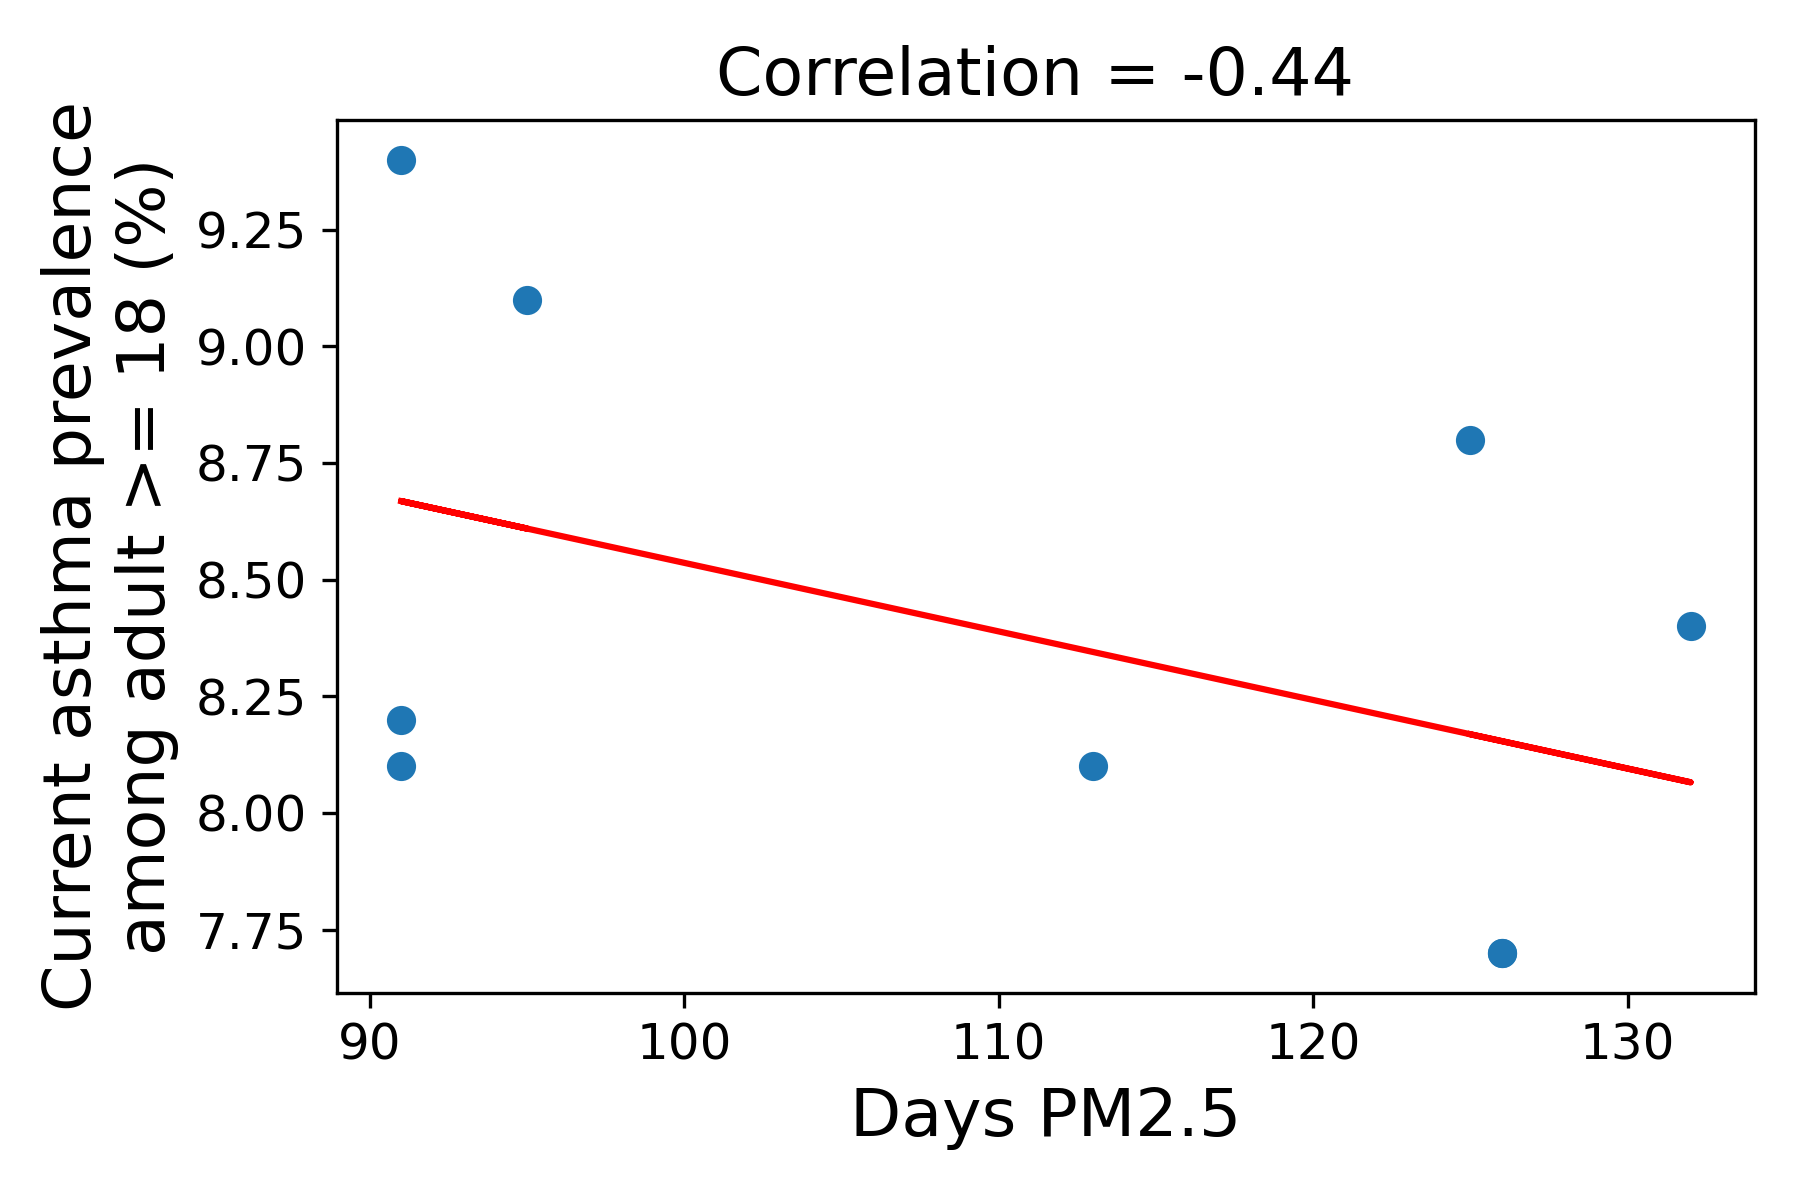 Correlation = -0.44
Current asthma prevalence
among adult >= 18 (%)
9.25
9.00
8.75
8.50
8.25
8.00
7.75
90 100 110 120 130
Days PM2.5